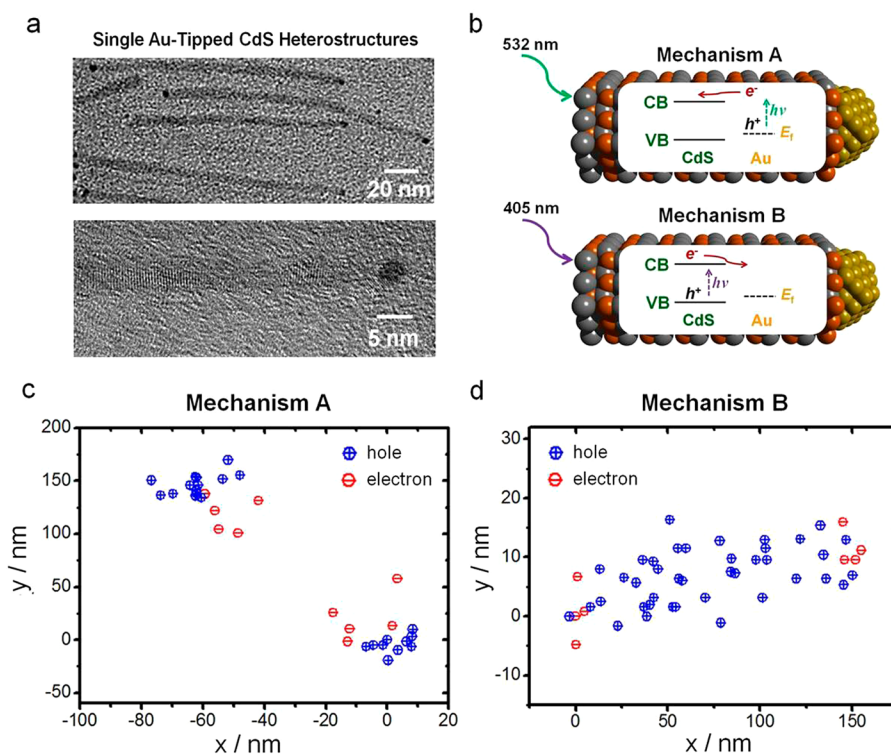 a
Single Au-Tipped CdS Heterostructures
20 nm
5 nm
b
532 nm
Mechanism A
CB
e-
hν
h+
Ef
VB
CdS
Au
405 nm
Mechanism B
CB
e-
hν
h+
Ef
VB
CdS
Au
c
Mechanism A
200
150
100
50
0
-50
y / nm
hole
electron
-100
-80
-60
-40
-20
0
20
x / nm
d
Mechanism B
30
20
10
0
-10
y / nm
hole
electron
0
50
100
150
x / nm